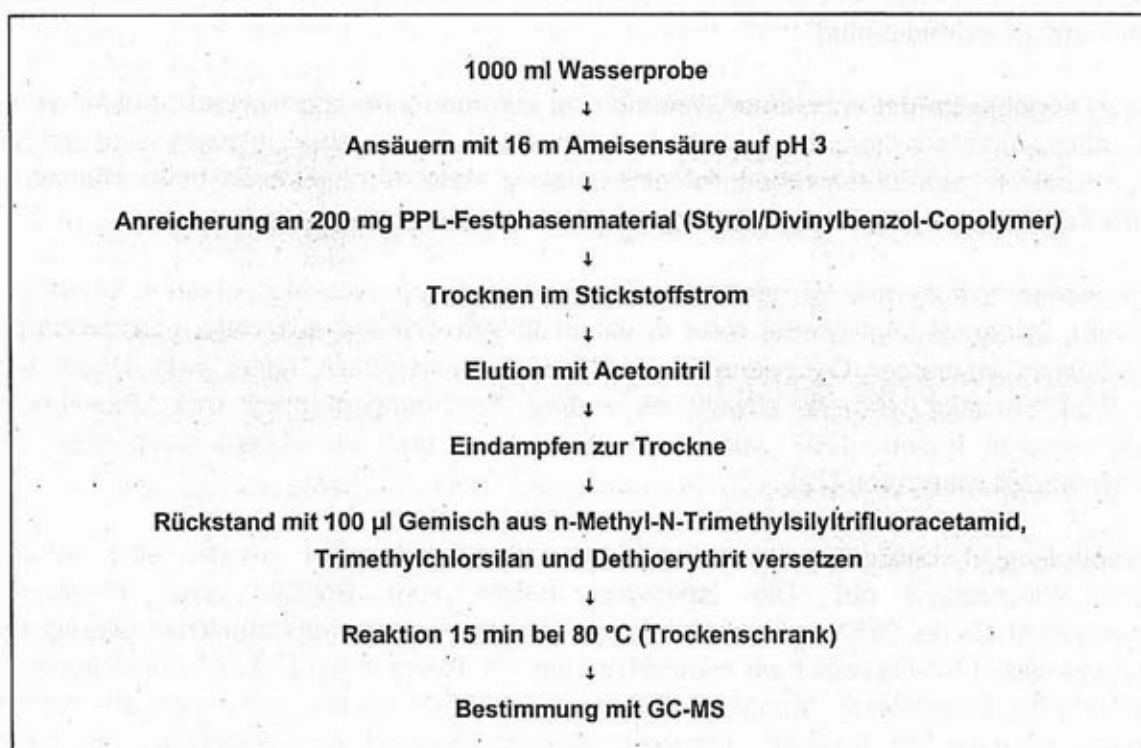 1000 ml Wasserprobe
↓
Ansäuern mit 16 m Ameisensäure auf pH 3
↓
Anreicherung an 200 mg PPL-Festphasenmaterial (Styrol/Divinylbenzol-Copolymer)
↓
Trocknen im Stickstoffstrom
↓
Elution mit Acetonitril
↓
Eindampfen zur Trockne
↓
Rückstand mit 100 µl Gemisch aus n-Methyl-N-Trimethylsilyltrifluoracetamid,
Trimethylchlorsilan und Dethioerythrit versetzen
↓
Reaktion 15 min bei 80 °C (Trockenschrank)
↓
Bestimmung mit GC-MS